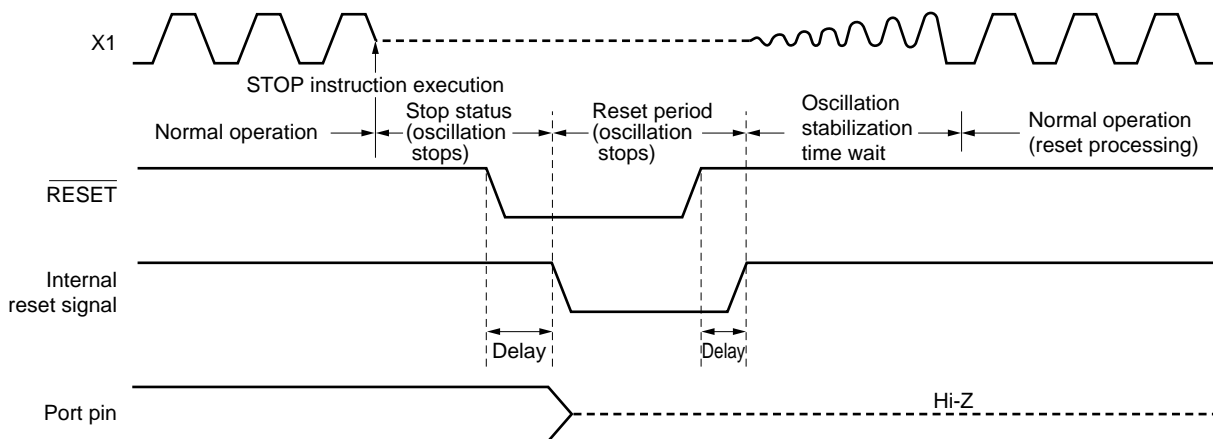 X1
STOP instruction execution
Normal operation
Stop status
(oscillation
stops)
Reset period
(oscillation
stops)
Oscillation
stabilization
time wait
Normal operation
(reset processing)
RESET
Internal
reset signal
Delay
Delay
Port pin
Hi-Z